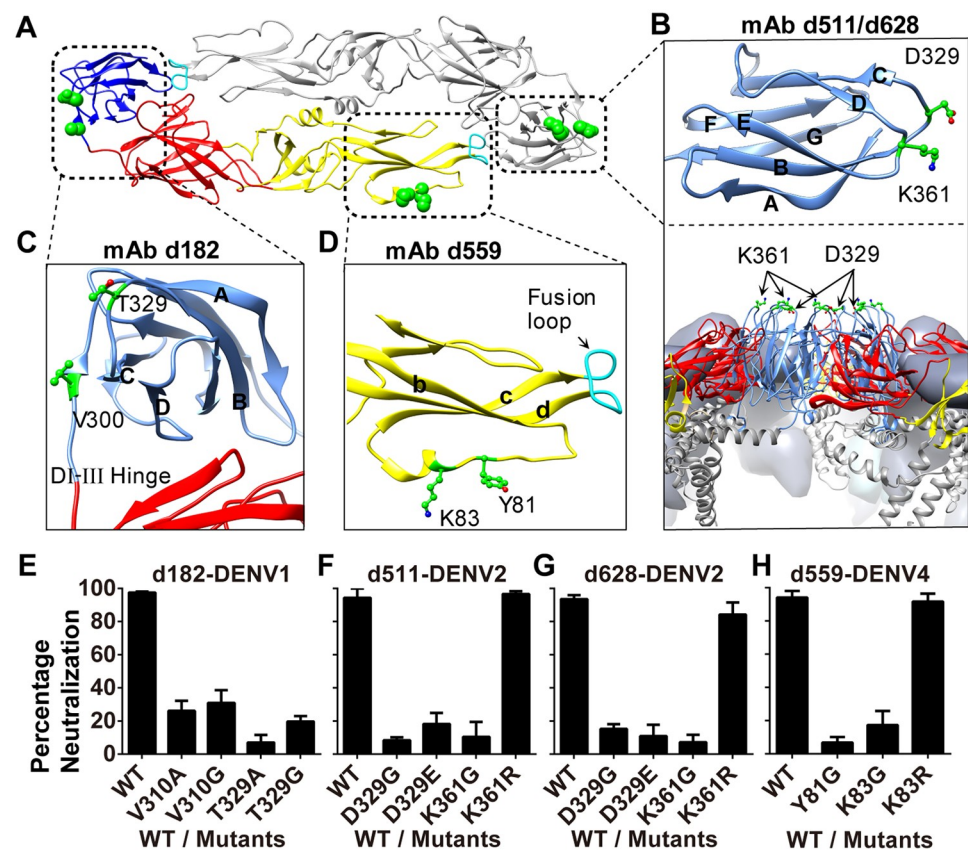 A
B
mAb d511/d628
D329
C
D
F
E
G
B
A
K361
K361
D329
C
mAb d182
T329
A
C
D
B
V300
DI-III Hinge
D
mAb d559
Fusion
loop
b
c
d
K83
Y81
E
d182-DENV1
Percentage
Neutralization
100
80
60
40
20
0
WT
V310A
V310G
T329A
T329G
WT / Mutants
F
d511-DENV2
WT
D329G
D329E
K361G
K361R
WT / Mutants
G
d628-DENV2
WT
D329G
D329E
K361G
K361R
WT / Mutants
H
d559-DENV4
WT
Y81G
K83G
K83R
WT / Mutants